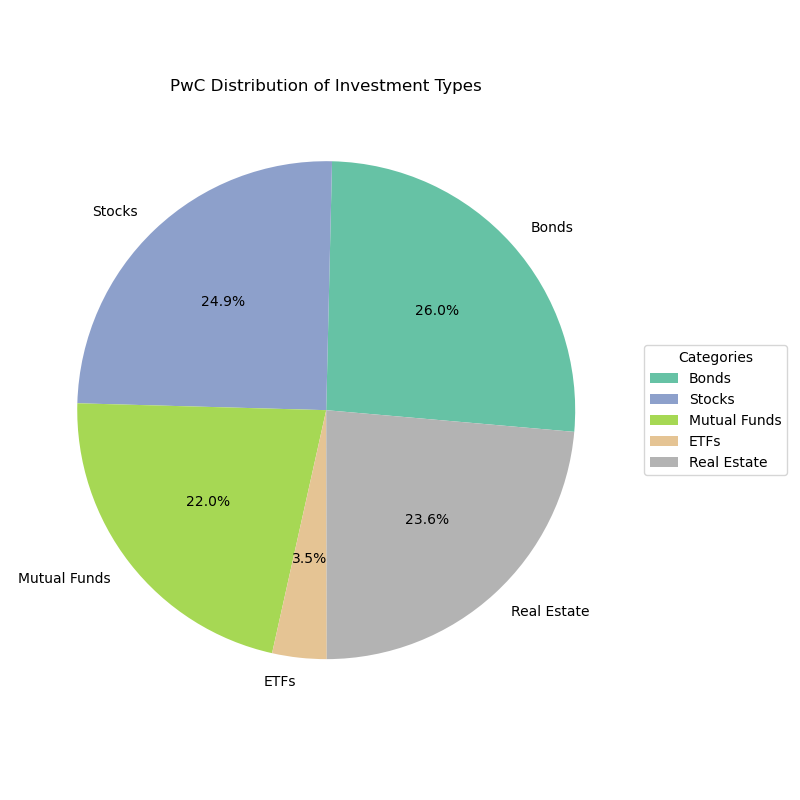 PwC Distribution of Investment Types
Stocks
Bonds
24.9%
26.0%
Categories
Bonds
Stocks
Mutual Funds
ETFs
Real Estate
22.0%
23.6%
3.5%
Mutual Funds
Real Estate
ETFs